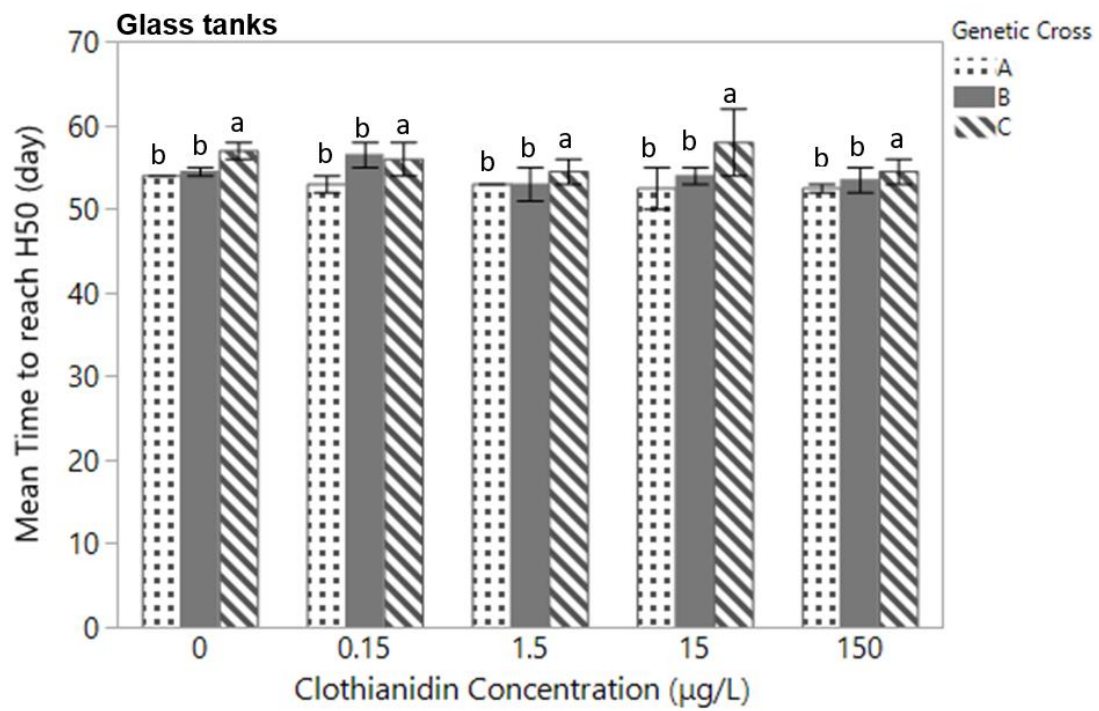 Glass tanks
Genetic Cross
A
B
C
Mean Time to reach H50 (day)
70
60
50
40
30
20
10
0
b b a
b b a
b b a
b b a
b b a
0 0.15 1.5 15 150
Clothianidin Concentration (µg/L)